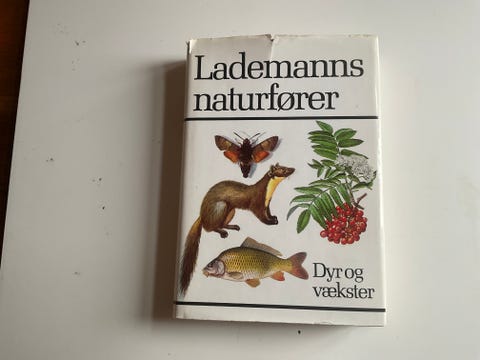 Lademanns
naturfører
Dyr og
vækster